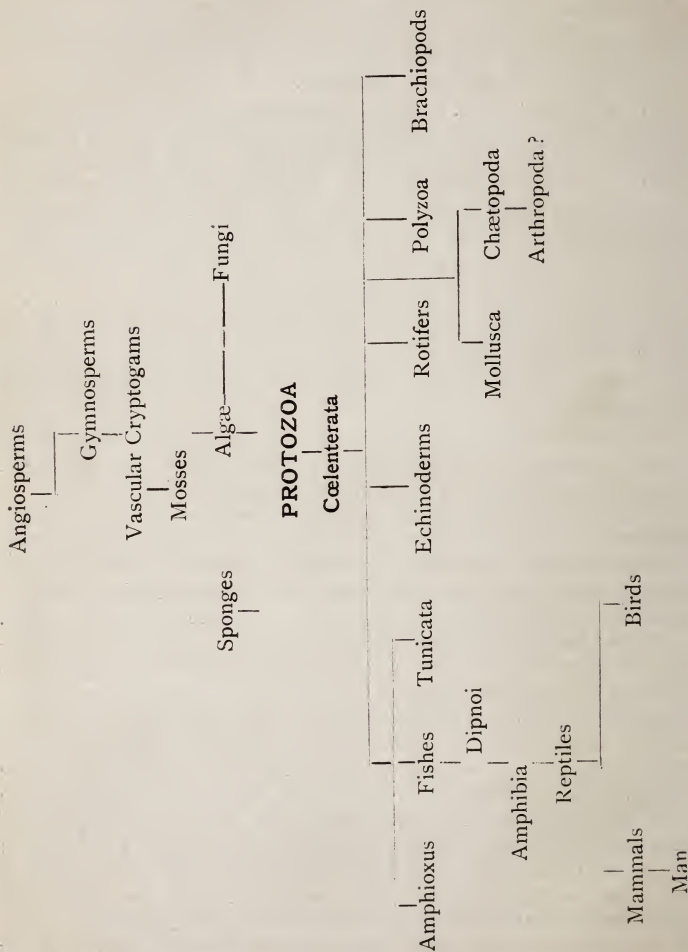 Angiosperms
Gymnosperms
Vascular Cryptogams
Mosses
Sponges
Algæ
Fungi
PROTOZOA
Cœlenterata
Amphioxus
Fishes
Tunicata
Echinoderms
Rotifers
Polyzoa
Brachiopods
Dipnoi
Mollusca
Chætopoda
Amphibia
Arthropoda ?
Reptiles
Mammals
Birds
Man